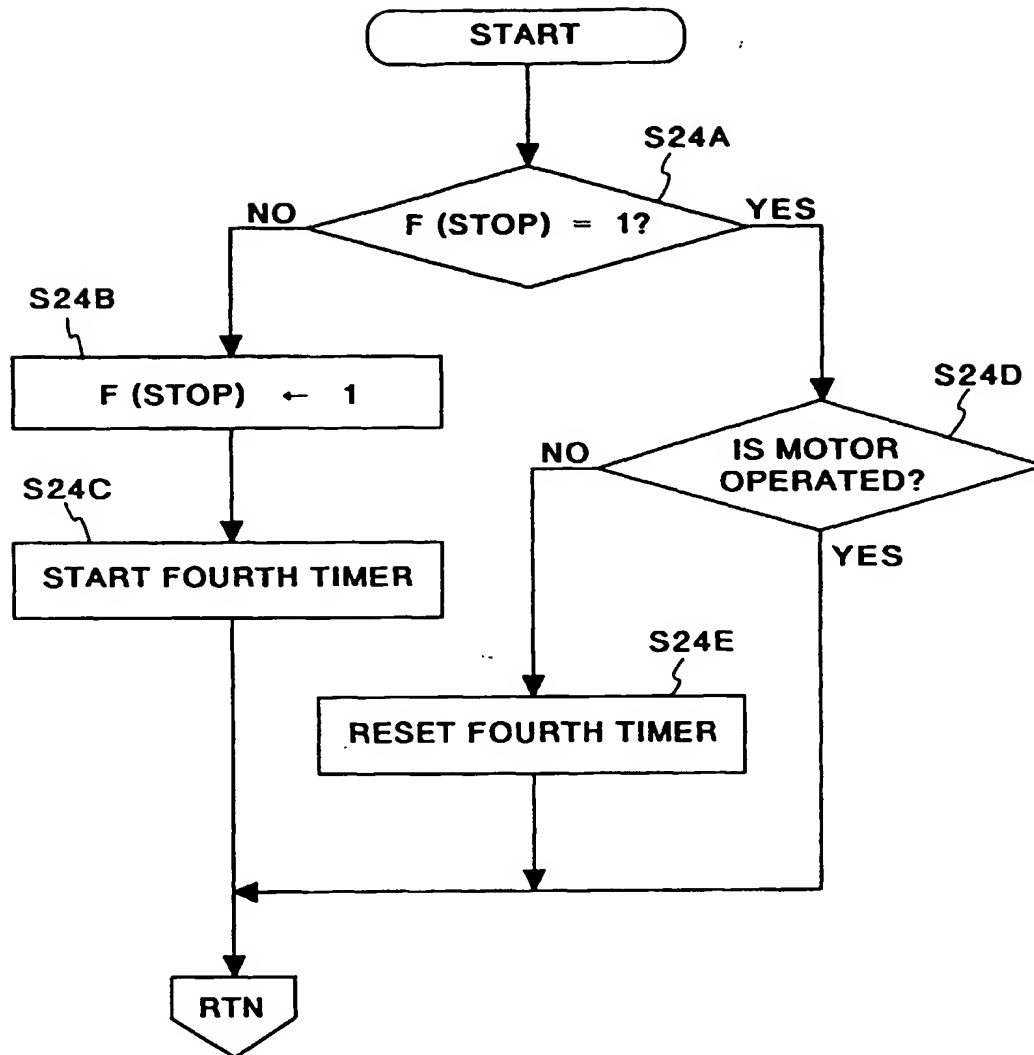 START
S24A
NO
F (STOP) = 1?
YES
S24B
F (STOP) ← 1
S24D
NO
IS MOTOR
OPERATED?
S24C
YES
START FOURTH TIMER
S24E
RESET FOURTH TIMER
RTN